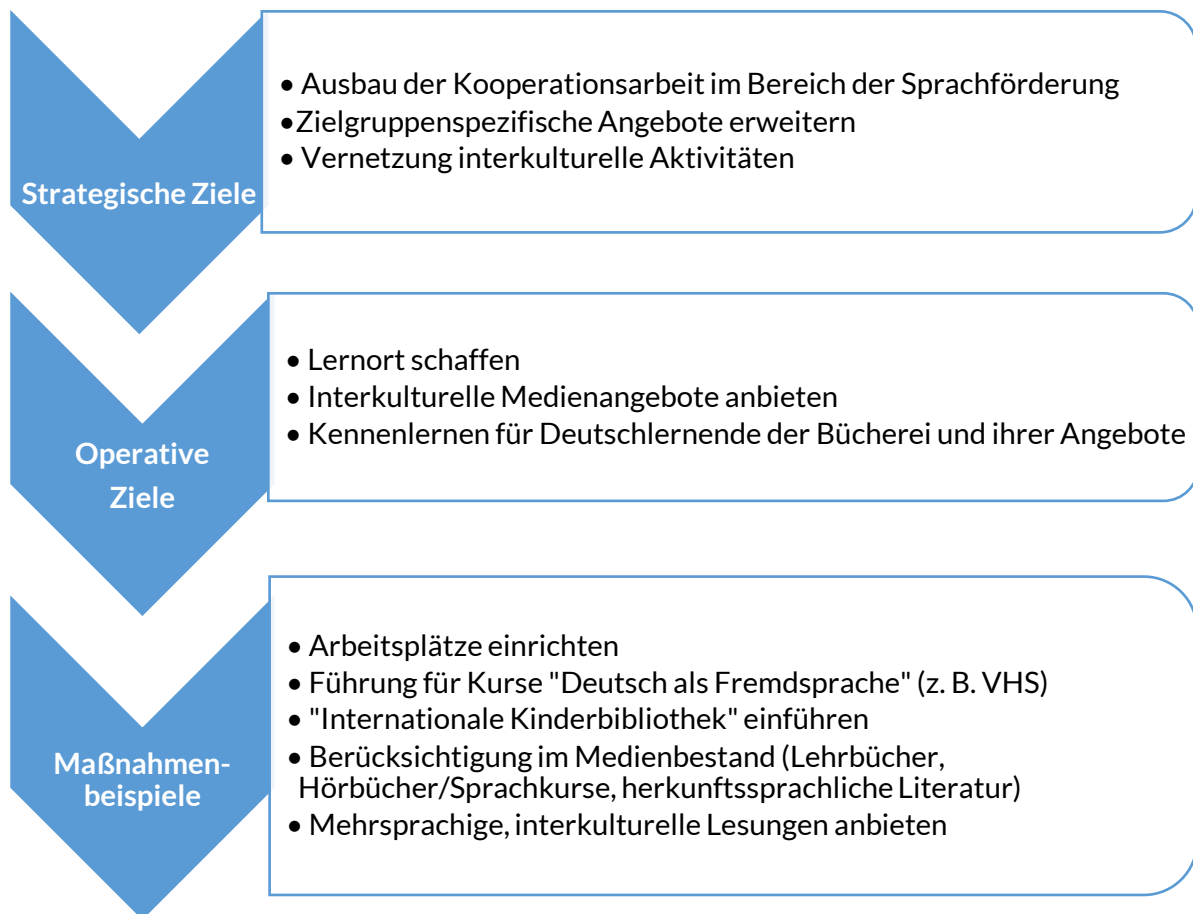 Strategische Ziele
• Ausbau der Kooperationsarbeit im Bereich der Sprachförderung
•Zielgruppenspezifische Angebote erweitern
• Vernetzung interkulturelle Aktivitäten
Operative
Ziele
• Lernort schaffen
• Interkulturelle Medienangebote anbieten
• Kennenlernen für Deutschlernende der Bücherei und ihrer Angebote
Maßnahmen-
beispiele
• Arbeitsplätze einrichten
• Führung für Kurse "Deutsch als Fremdsprache" (z. B. VHS)
• "Internationale Kinderbibliothek" einführen
• Berücksichtigung im Medienbestand (Lehrbücher,
Hörbücher/Sprachkurse, herkunftssprachliche Literatur)
• Mehrsprachige, interkulturelle Lesungen anbieten